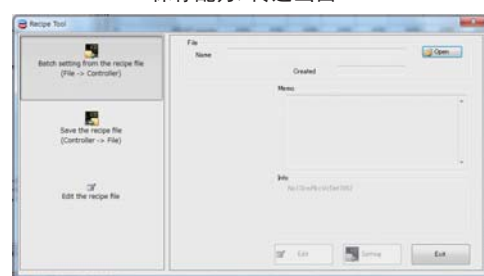 Recipe Tool
Batch setting from the recipe file
(File -> Controller)
Save the recipe file
(Controller -> File)
Edit the recipe file
File
Name
Open
Created
Memo
Info
Edit
Setting
Exit